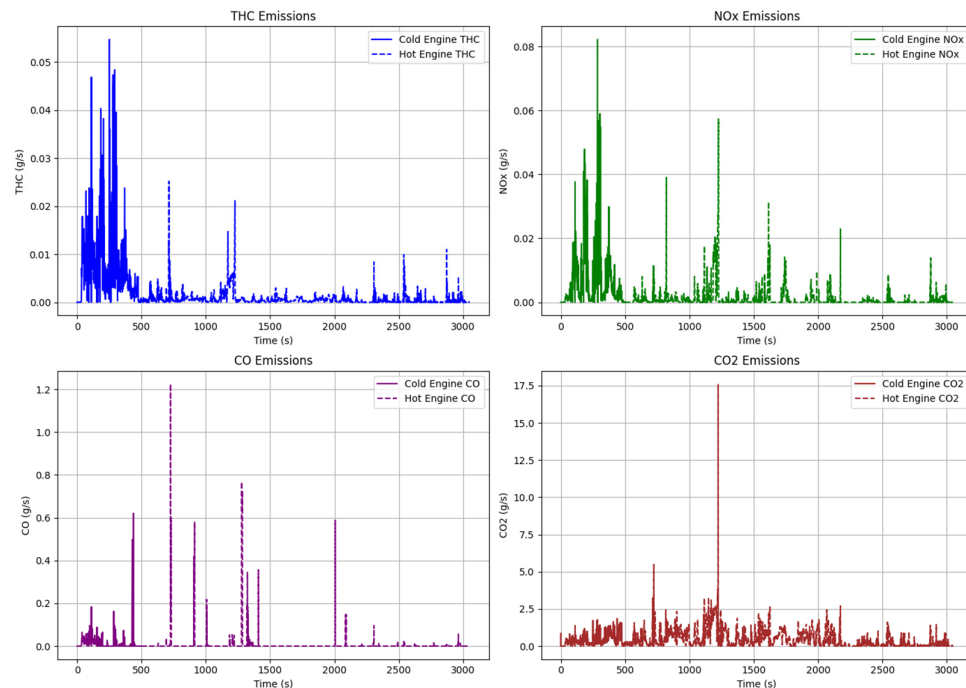 THC Emissions
Cold Engine THC
Hot Engine THC
0.05
0.04
0.03
0.02
0.01
0.00
THC (g/s)
0 500 1000 1500 2000 2500 3000
Time (s)
NOx Emissions
Cold Engine NOx
Hot Engine NOx
0.08
0.06
0.04
0.02
0.00
NOx (g/s)
0 500 1000 1500 2000 2500 3000
Time (s)
CO Emissions
Cold Engine CO
Hot Engine CO
1.2
1.0
0.8
0.6
0.4
0.2
0.0
CO (g/s)
0 500 1000 1500 2000 2500 3000
Time (s)
CO2 Emissions
Cold Engine CO2
Hot Engine CO2
17.5
15.0
12.5
10.0
7.5
5.0
2.5
0.0
CO2 (g/s)
0 500 1000 1500 2000 2500 3000
Time (s)